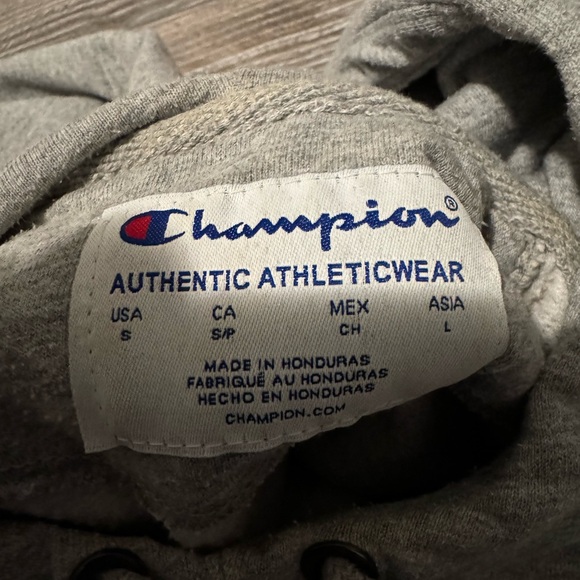 Champion®
AUTHENTIC ATHLETICWEAR
USA CA MEX ASIA
S S/P CH L
MADE IN HONDURAS
FABRIQUÉ AU HONDURAS
HECHO EN HONDURAS
CHAMPION.COM